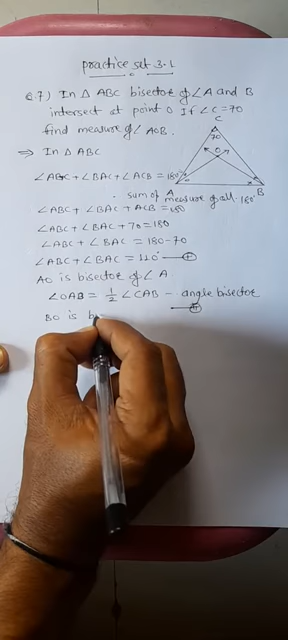 Practice set 3.1
Q.7) In △ ABC bisector of ∠A and B
intersect at point O If ∠C=70
find measure of ∠AOB.
C
70
O
A
B
⇒ In △ ABC
∠ABC+∠BAC+∠ACB =180°
. sum of measure of all. 180°
∠ABC + ∠BAC + ACB = 180
∠ABC + ∠BAC + 70 = 180
∠ABC + ∠BAC = 180-70
∠ABC + ∠BAC = 110°
AO is bisector of ∠ A
∠OAB = 1/2 ∠CAB - angle bisector
BO is b